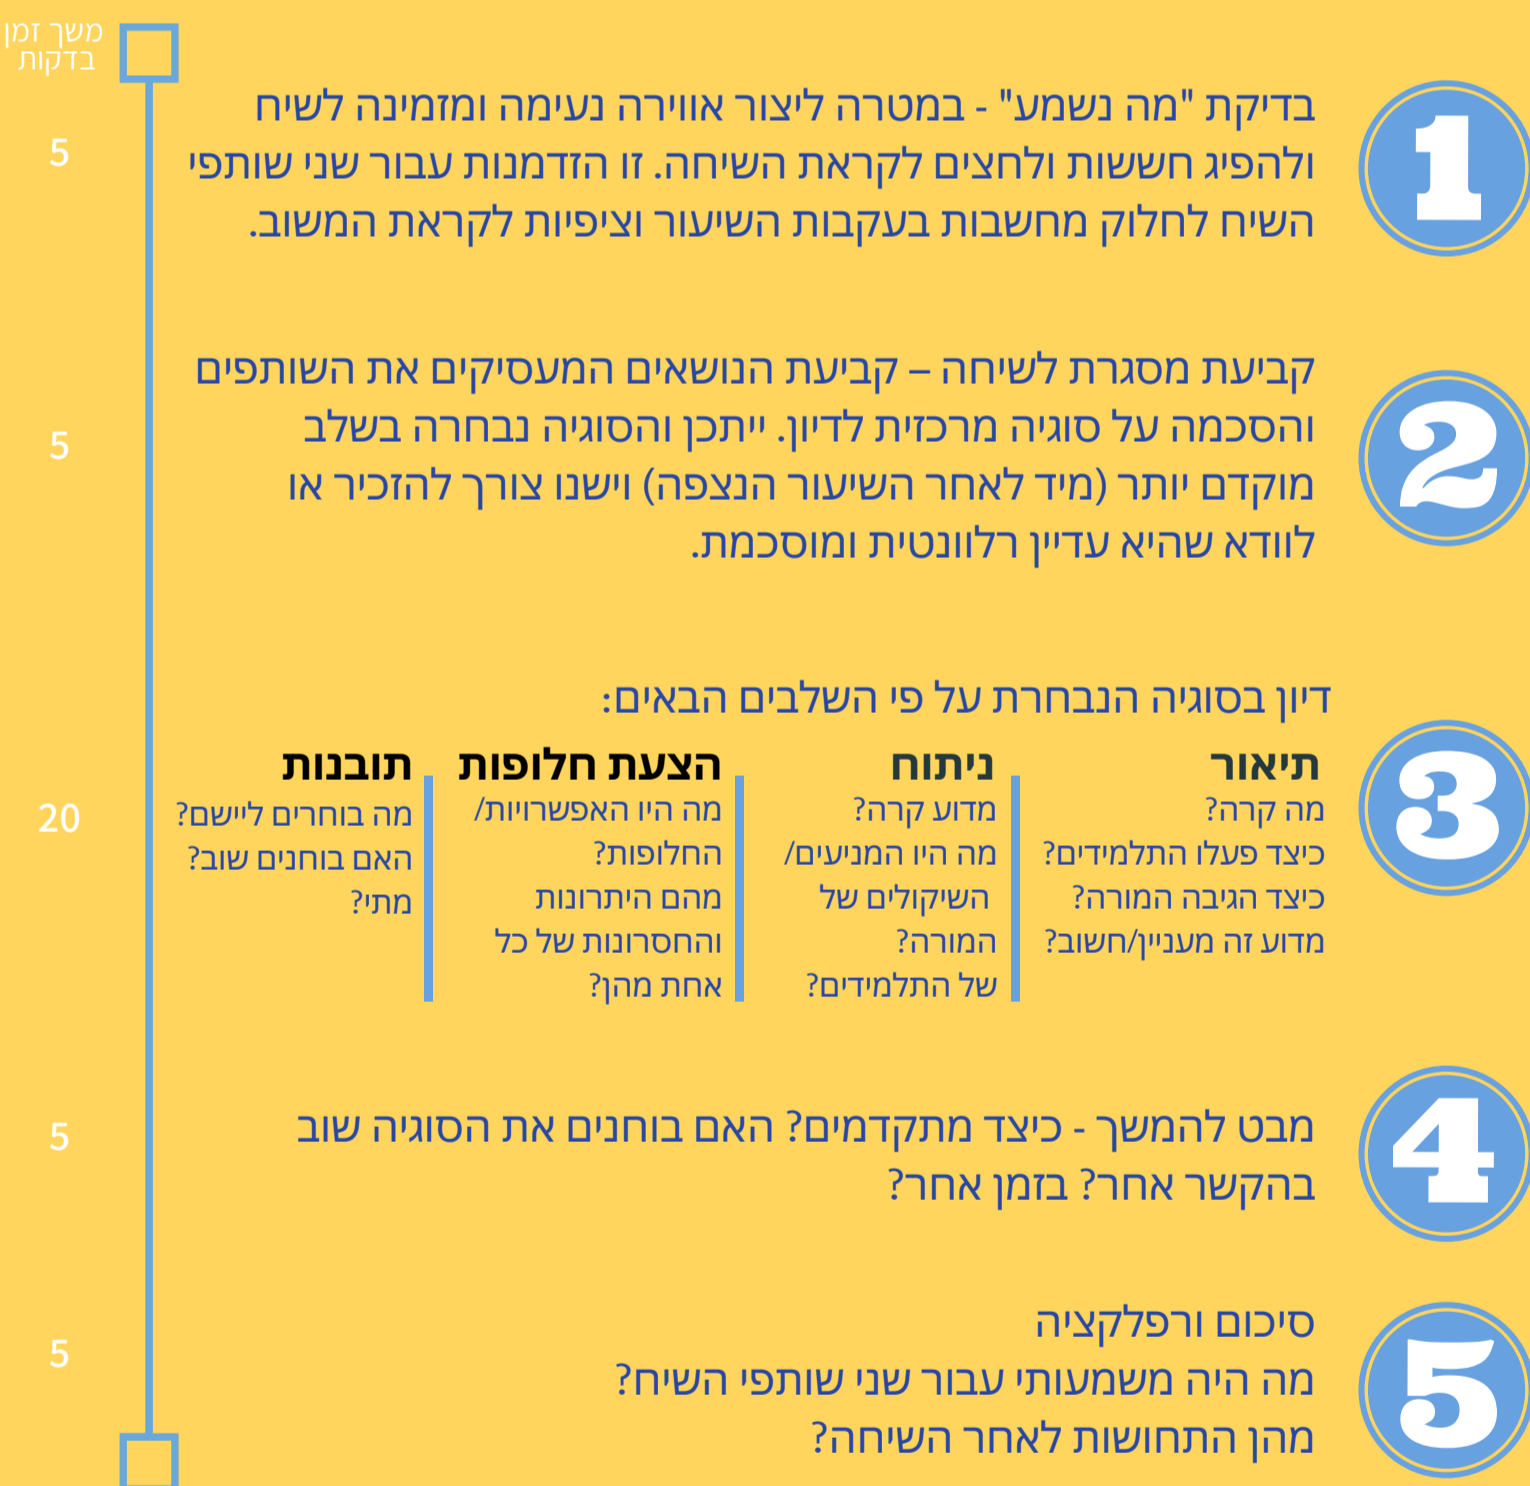 משך זמן
בדקות
1
בדיקת "מה נשמע" - במטרה ליצור אווירה נעימה ומזמינה לשיח
ולהפיג חששות ולחצים לקראת השיחה. זו הזדמנות עבור שני שותפי
השיח לחלוק מחשבות בעקבות השיעור וציפיות לקראת המשוב.
5
2
קביעת מסגרת לשיחה – קביעת הנושאים המעסיקים את השותפים
והסכמה על סוגיה מרכזית לדיון. ייתכן והסוגיה נבחרה בשלב
מוקדם יותר (מיד לאחר השיעור הנצפה) וישנו צורך להזכיר או
לוודא שהיא עדיין רלוונטית ומוסכמת.
5
3
דיון בסוגיה הנבחרת על פי השלבים הבאים:
תיאור
מה קרה?
כיצד פעלו התלמידים?
כיצד הגיבה המורה?
מדוע זה מעניין/חשוב?
ניתוח
מדוע קרה?
מה היו המניעים/
השיקולים של
המורה?
של התלמידים?
הצעת חלופות
מה היו האפשרויות/
החלופות?
מהם היתרונות
והחסרונות של כל
אחת מהן?
תובנות
מה בוחרים ליישם?
האם בוחנים שוב?
מתי?
20
4
מבט להמשך - כיצד מתקדמים? האם בוחנים את הסוגיה שוב
בהקשר אחר? בזמן אחר?
5
5
סיכום ורפלקציה
מה היה משמעותי עבור שני שותפי השיח?
מהן התחושות לאחר השיחה?
5